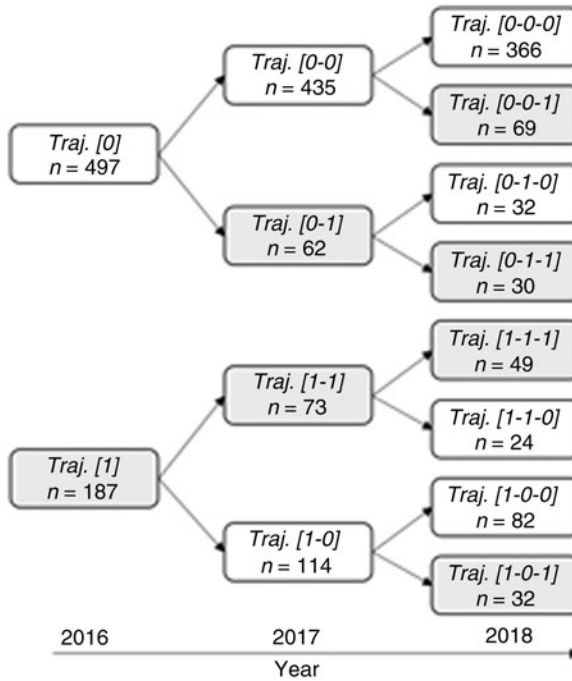 Traj. [0]
n = 497
Traj. [1]
n = 187
Traj. [0-0]
n = 435
Traj. [0-1]
n = 62
Traj. [1-1]
n = 73
Traj. [1-0]
n = 114
Traj. [0-0-0]
n = 366
Traj. [0-0-1]
n = 69
Traj. [0-1-0]
n = 32
Traj. [0-1-1]
n = 30
Traj. [1-1-1]
n = 49
Traj. [1-1-0]
n = 24
Traj. [1-0-0]
n = 82
Traj. [1-0-1]
n = 32
2016 2017 2018
Year